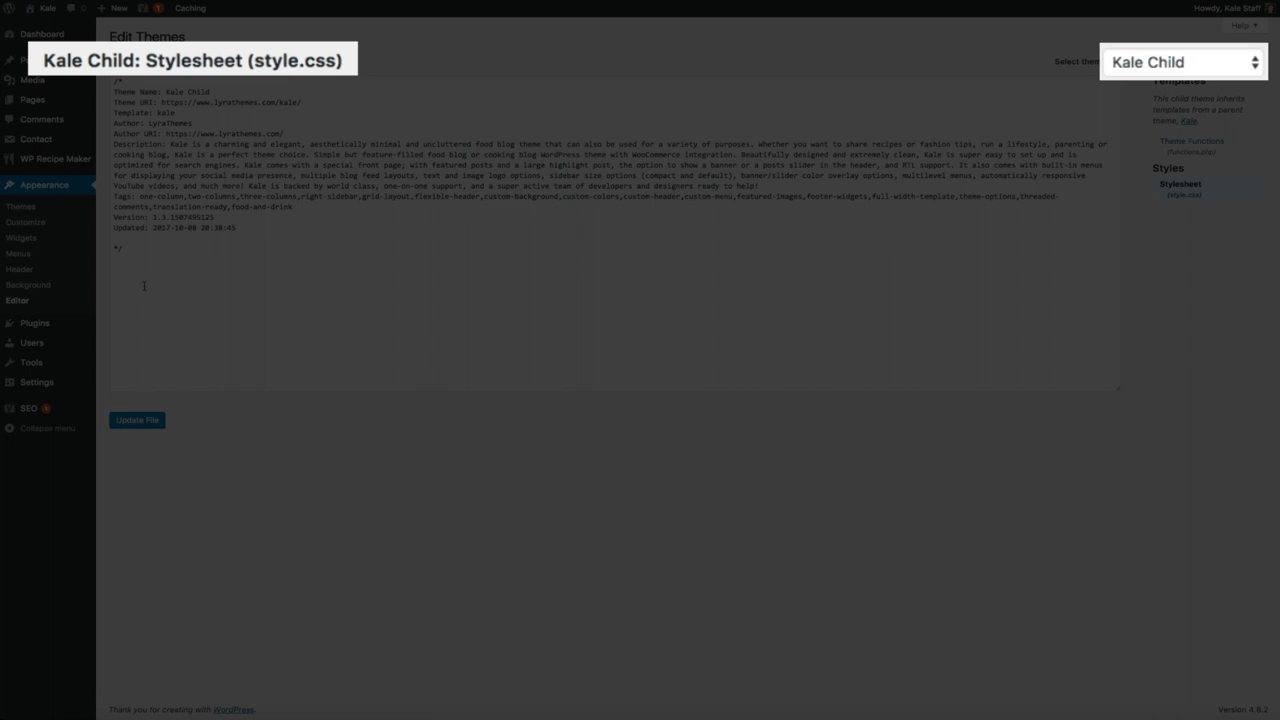 Kale
0
New
1
Caching
Howdy, Kale Staff
Help
Edit Themes
Kale Child: Stylesheet (style.css)
Kale Child
Dashboard
Media
Pages
Comments
Contact
WP Recipe Maker
Appearance
Themes
Customize
Widgets
Menus
Header
Background
Editor
Plugins
Users
Tools
Settings
SEO 1
Collapse menu
/*
Theme Name: Kale Child
Theme URI: https://www.lyrathemes.com/kale/
Template: kale
Author: LyraThemes
Author URI: https://www.lyrathemes.com/
Description: Kale is a charming and elegant, aesthetically minimal and uncluttered food blog theme that can also be used for a variety of purposes. Whether you want to share recipes or fashion tips, run a lifestyle, parenting or
cooking blog, Kale is a perfect theme choice. Simple but feature-filled food blog or cooking blog WordPress theme with WooCommerce integration. Beautifully designed and extremely clean, Kale is super easy to set up and is
optimized for search engines. Kale comes with a special front page; with featured posts and a large highlight post, the option to show a banner or a posts slider in the header, and RTL support. It also comes with built-in menus
for displaying your social media presence, multiple blog feed layouts, text and image logo options, sidebar size options (compact and default), banner/slider color overlay options, multilevel menus, automatically responsive
YouTube videos, and much more! Kale is backed by world class, one-on-one support, and a super active team of developers and designers ready to help!
Tags: one-column,two-columns,three-columns,right-sidebar,grid-layout,flexible-header,custom-background,custom-colors,custom-header,custom-menu,featured-images,footer-widgets,full-width-template,theme-options,threaded-
comments,translation-ready,food-and-drink
Version: 1.3.1507495125
Updated: 2017-10-08 20:38:45
*/
Update File
Templates
This child theme inherits
templates from a parent
theme, Kale.
Theme Functions
(functions.php)
Styles
Stylesheet
(style.css)
Thank you for creating with WordPress.
Version 4.8.2